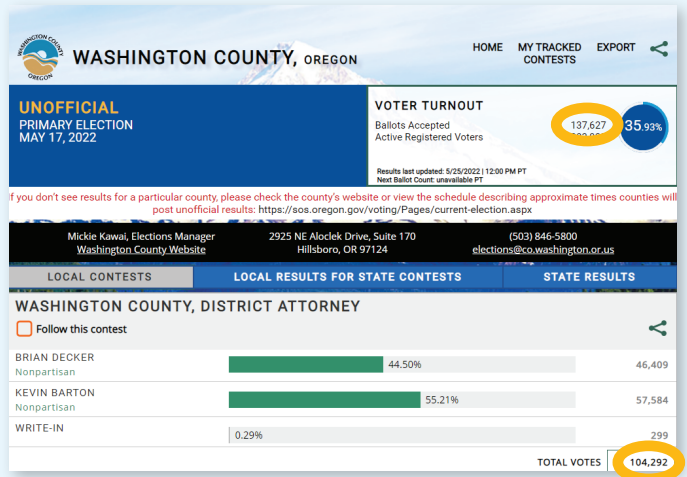 WASHINGTON COUNTY
OREGON
WASHINGTON COUNTY, OREGON
HOME MY TRACKED CONTESTS EXPORT
UNOFFICIAL
PRIMARY ELECTION
MAY 17, 2022
VOTER TURNOUT
Ballots Accepted 137,627
Active Registered Voters
35.93%
Results last updated: 5/25/2022 | 12:00 PM PT
Next Ballot Count: unavailable PT
If you don't see results for a particular county, please check the county's website or view the schedule describing approximate times counties will
post unofficial results: https://sos.oregon.gov/voting/Pages/current-election.aspx
Mickie Kawai, Elections Manager 2925 NE Aloclek Drive, Suite 170 (503) 846-5800
Washington County Website Hillsboro, OR 97124 elections@co.washington.or.us
LOCAL CONTESTS LOCAL RESULTS FOR STATE CONTESTS STATE RESULTS
WASHINGTON COUNTY, DISTRICT ATTORNEY
Follow this contest
BRIAN DECKER 44.50% 46,409
Nonpartisan
KEVIN BARTON 55.21% 57,584
Nonpartisan
WRITE-IN 0.29% 299
TOTAL VOTES 104,292